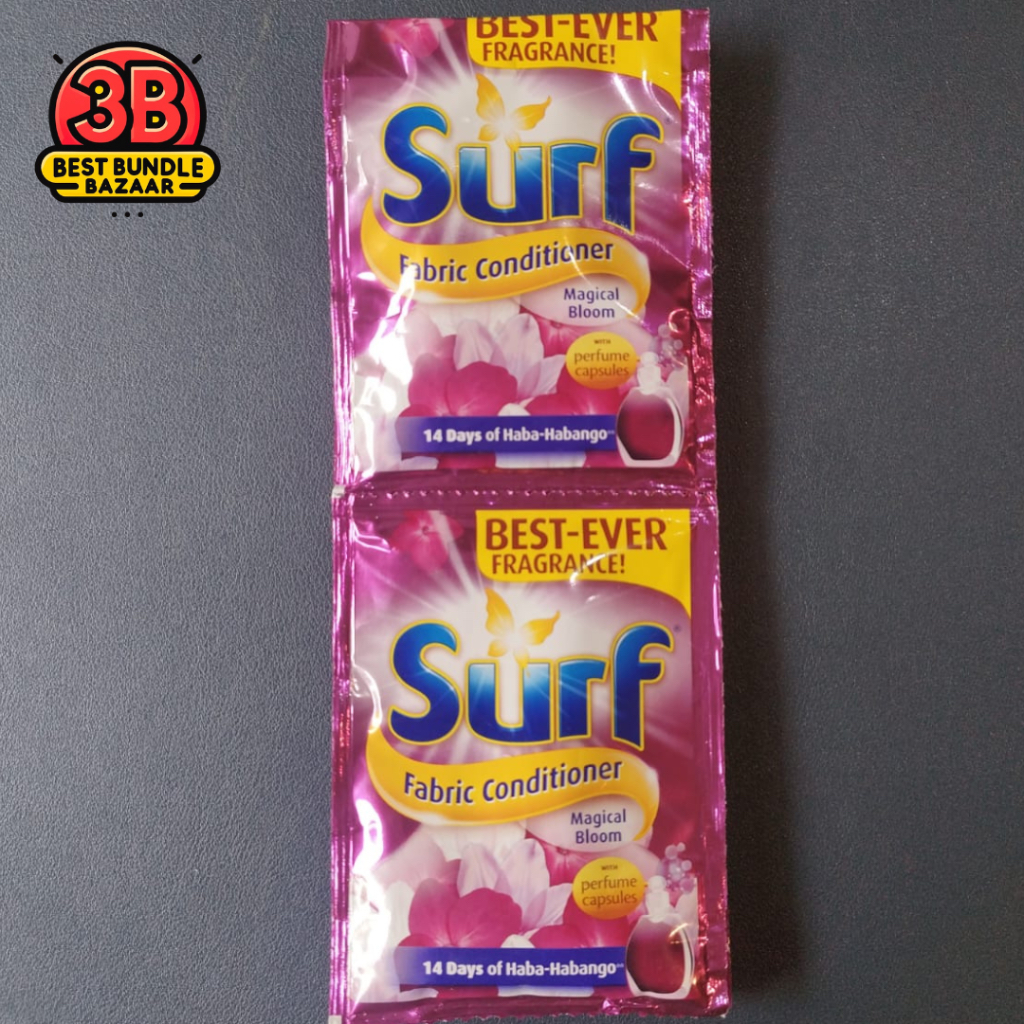 3B
BEST BUNDLE
BAZAAR
BEST-EVER
FRAGRANCE!
Surf
Fabric Conditioner
Magical
Bloom
WITH
perfume
capsules
14 Days of Haba-Habango**
BEST-EVER
FRAGRANCE!
Surf®
Fabric Conditioner
Magical
Bloom
WITH
perfume
capsules
14 Days of Haba-Habango**